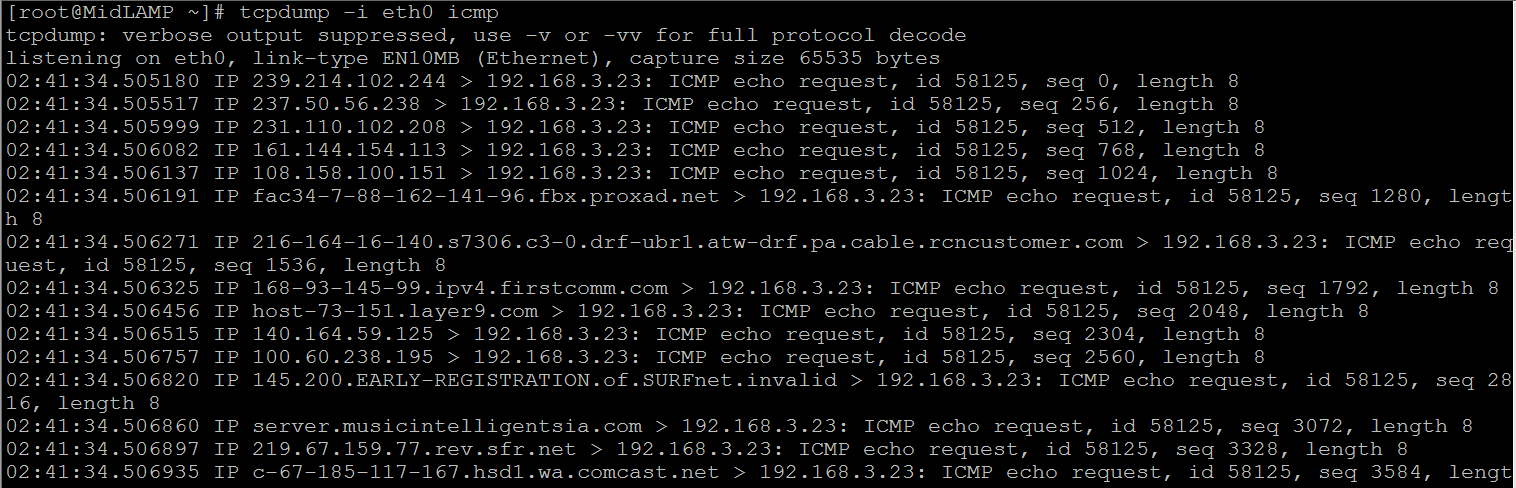 [root@MidLAMP ~]# tcpdump -i eth0 icmp
tcpdump: verbose output suppressed, use -v or -vv for full protocol decode
listening on eth0, link-type EN10MB (Ethernet), capture size 65535 bytes
02:41:34.505180 IP 239.214.102.244 > 192.168.3.23: ICMP echo request, id 58125, seq 0, length 8
02:41:34.505517 IP 237.50.56.238 > 192.168.3.23: ICMP echo request, id 58125, seq 256, length 8
02:41:34.505999 IP 231.110.102.208 > 192.168.3.23: ICMP echo request, id 58125, seq 512, length 8
02:41:34.506082 IP 161.144.154.113 > 192.168.3.23: ICMP echo request, id 58125, seq 768, length 8
02:41:34.506137 IP 108.158.100.151 > 192.168.3.23: ICMP echo request, id 58125, seq 1024, length 8
02:41:34.506191 IP fac34-7-88-162-141-96.fbx.proxad.net > 192.168.3.23: ICMP echo request, id 58125, seq 1280, lengt
h 8
02:41:34.506271 IP 216-164-16-140.s7306.c3-0.drf-ubr1.atw-drf.pa.cable.rcncustomer.com > 192.168.3.23: ICMP echo req
uest, id 58125, seq 1536, length 8
02:41:34.506325 IP 168-93-145-99.ipv4.firstcomm.com > 192.168.3.23: ICMP echo request, id 58125, seq 1792, length 8
02:41:34.506456 IP host-73-151.layer9.com > 192.168.3.23: ICMP echo request, id 58125, seq 2048, length 8
02:41:34.506515 IP 140.164.59.125 > 192.168.3.23: ICMP echo request, id 58125, seq 2304, length 8
02:41:34.506757 IP 100.60.238.195 > 192.168.3.23: ICMP echo request, id 58125, seq 2560, length 8
02:41:34.506820 IP 145.200.EARLY-REGISTRATION.of.SURFnet.invalid > 192.168.3.23: ICMP echo request, id 58125, seq 28
16, length 8
02:41:34.506860 IP server.musicintelligentsia.com > 192.168.3.23: ICMP echo request, id 58125, seq 3072, length 8
02:41:34.506897 IP 219.67.159.77.rev.sfr.net > 192.168.3.23: ICMP echo request, id 58125, seq 3328, length 8
02:41:34.506935 IP c-67-185-117-167.hsd1.wa.comcast.net > 192.168.3.23: ICMP echo request, id 58125, seq 3584, lengt